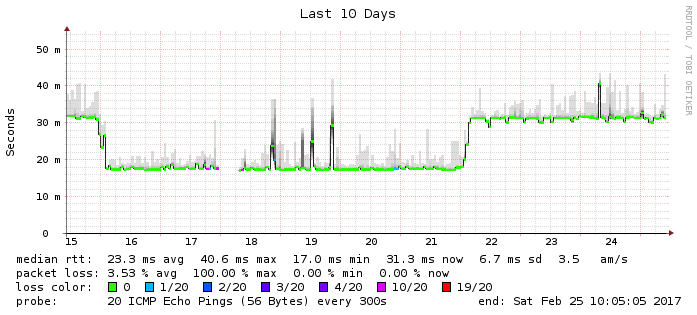 Last 10 Days
RRDTOOL / TOBI OETIKER
Seconds
50 m
40 m
30 m
20 m
10 m
0
15 16 17 18 19 20 21 22 23 24
median rtt: 23.3 ms avg 40.6 ms max 17.0 ms min 31.3 ms now 6.7 ms sd 3.5 am/s
packet loss: 3.53 % avg 100.00 % max 0.00 % min 0.00 % now
loss color: 0 1/20 2/20 3/20 4/20 10/20 19/20
probe: 20 ICMP Echo Pings (56 Bytes) every 300s end: Sat Feb 25 10:05:05 2017